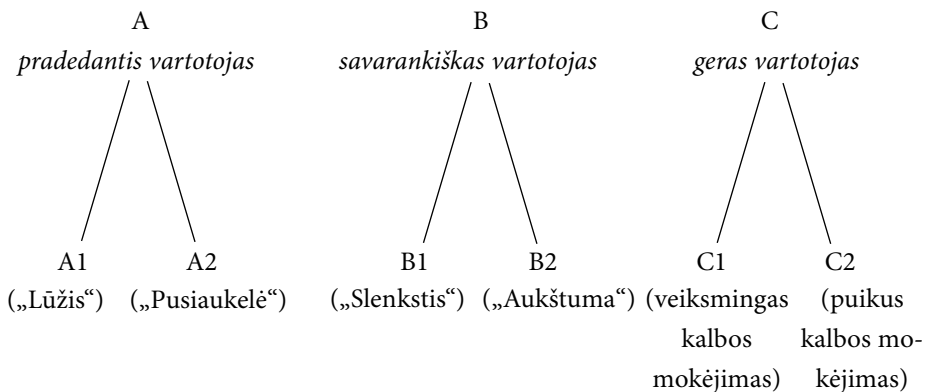 A B C
pradedantis vartotojas savarankiškas vartotojas geras vartotojas
A1 A2 B1 B2 C1 C2
(„Lūžis“) („Pusiaukelė“) („Slenkstis“) („Aukštuma“) (veiksmingas (puikus
kalbos kalbos mo-
mokėjimas) kėjimas)